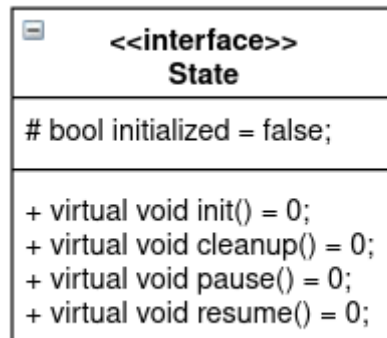 <<interface>>
State
# bool initialized = false;
+ virtual void init() = 0;
+ virtual void cleanup() = 0;
+ virtual void pause() = 0;
+ virtual void resume() = 0;